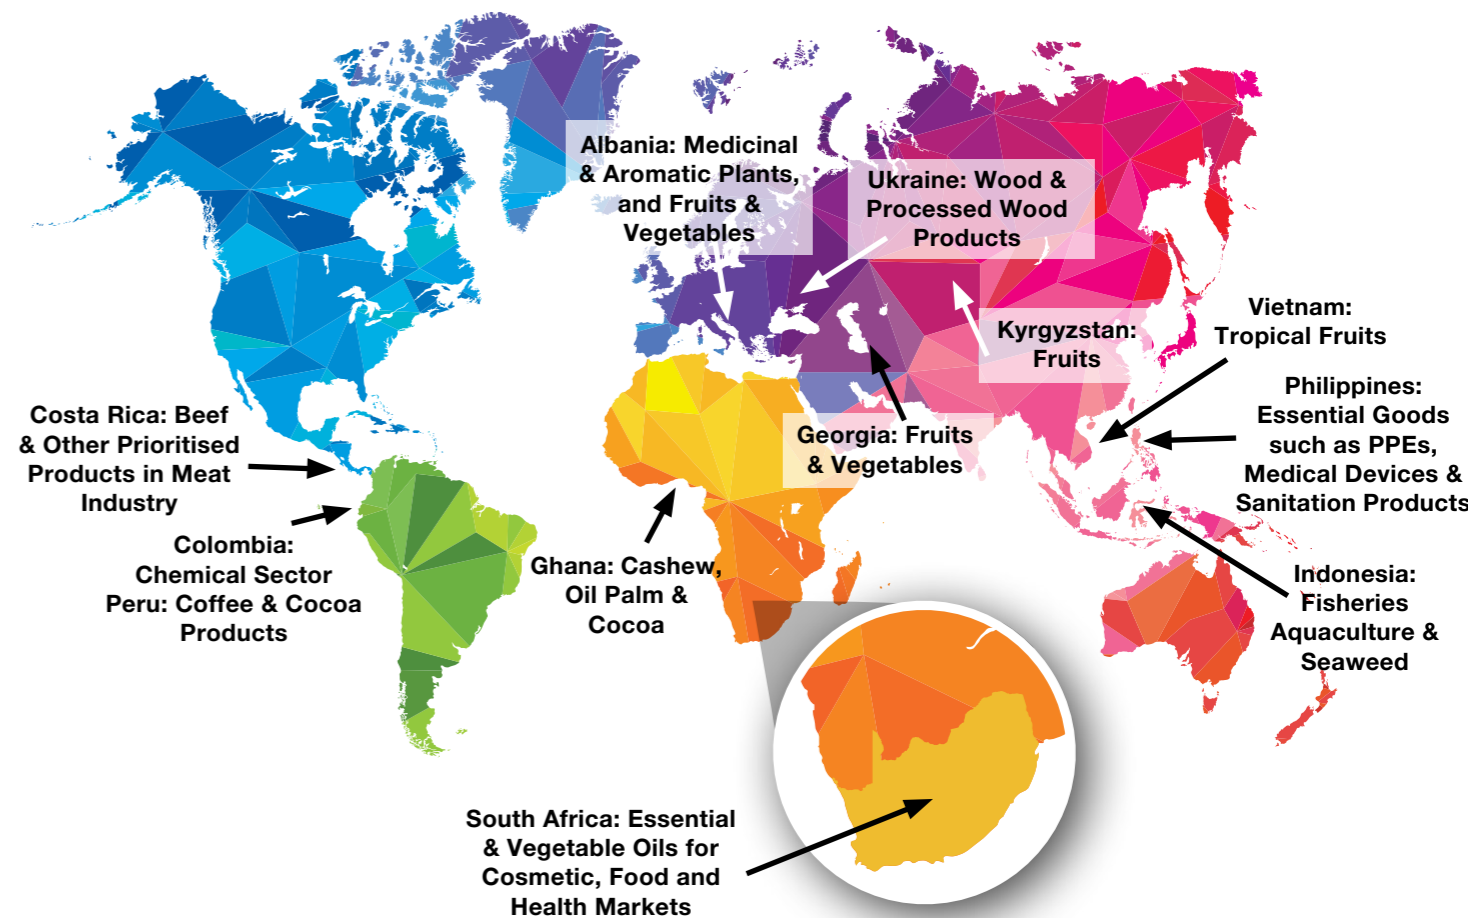 Albania: Medicinal
& Aromatic Plants,
and Fruits &
Vegetables
Ukraine: Wood &
Processed Wood
Products
Kyrgyzstan:
Fruits
Vietnam:
Tropical Fruits
Philippines:
Essential Goods
such as PPEs,
Medical Devices &
Sanitation Products
Costa Rica: Beef
& Other Prioritised
Products in Meat
Industry
Georgia: Fruits
& Vegetables
Colombia:
Chemical Sector
Peru: Coffee & Cocoa
Products
Ghana: Cashew,
Oil Palm &
Cocoa
Indonesia:
Fisheries
Aquaculture &
Seaweed
South Africa: Essential
& Vegetable Oils for
Cosmetic, Food and
Health Markets